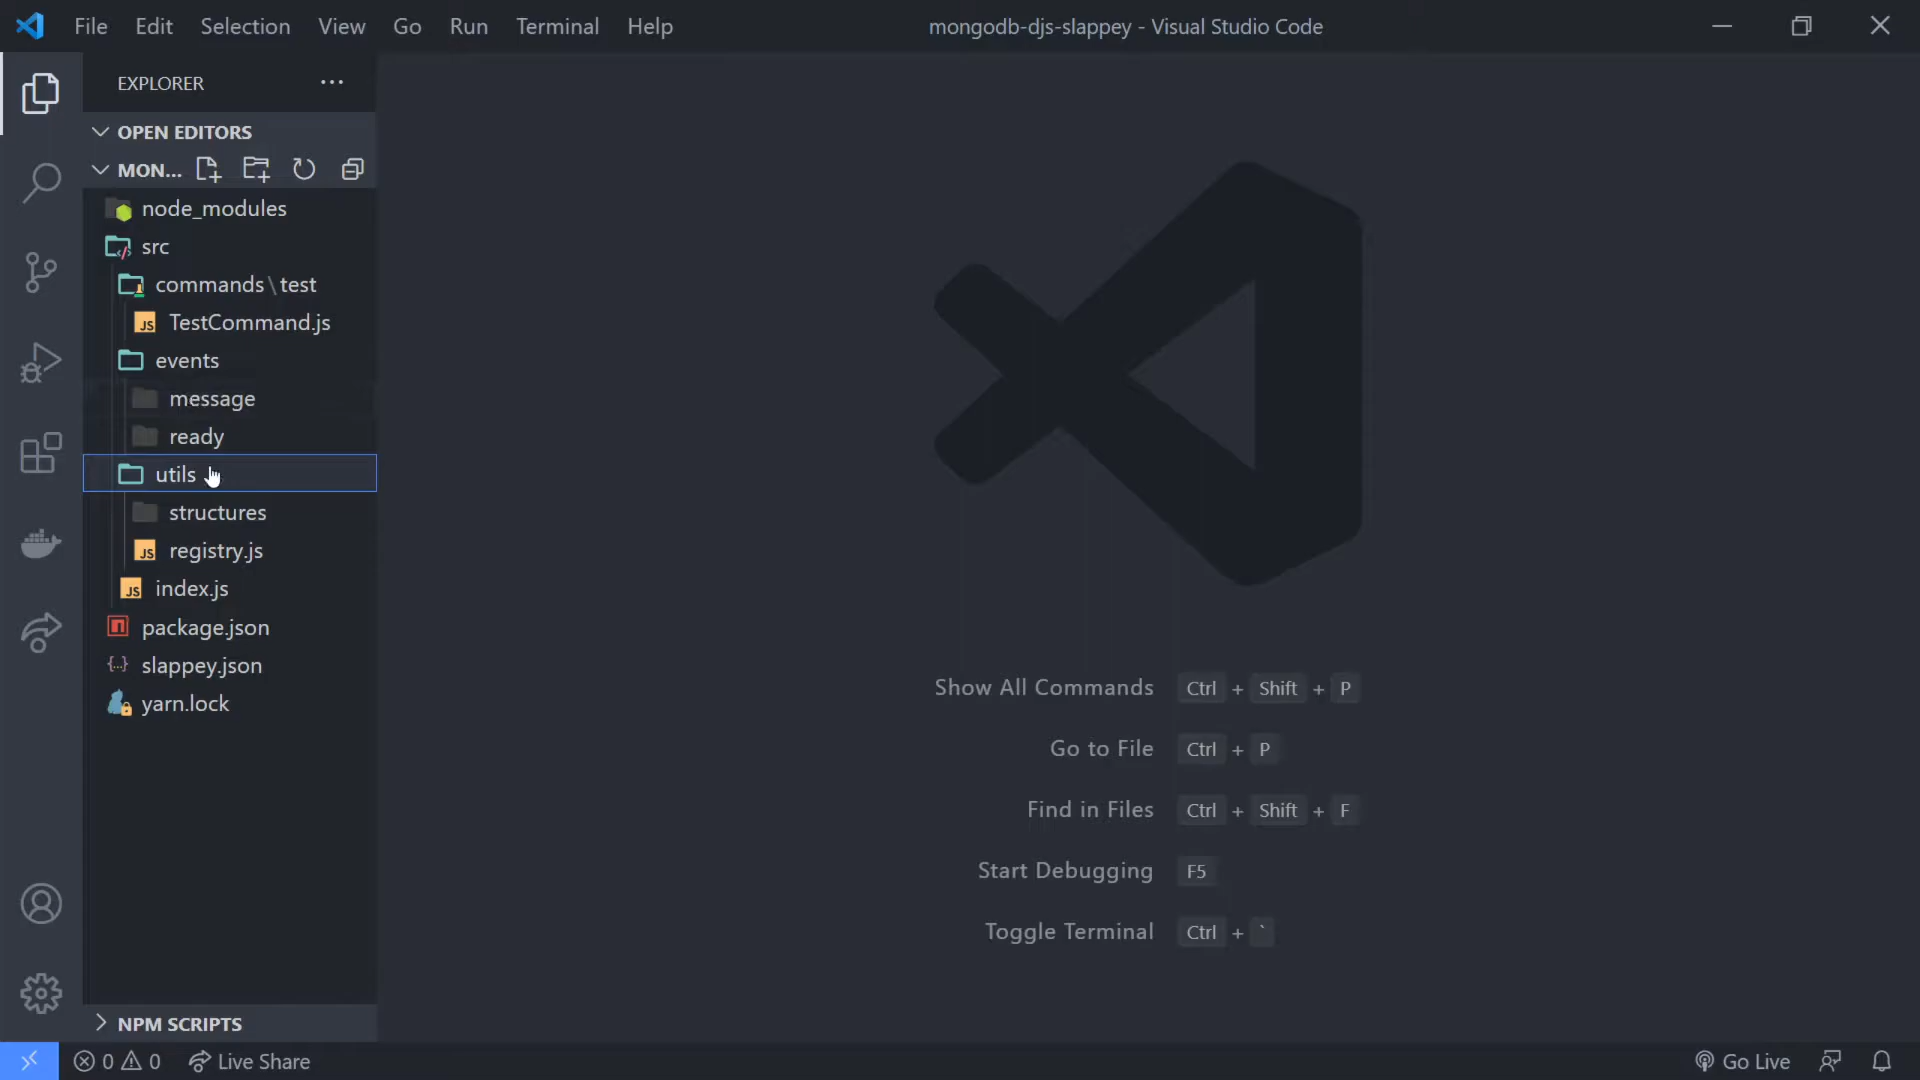 File Edit Selection View Go Run Terminal Help
mongodb-djs-slappey - Visual Studio Code
EXPLORER
OPEN EDITORS
MON...
node_modules
src
commands\test
TestCommand.js
events
message
ready
utils
structures
registry.js
index.js
package.json
slappey.json
yarn.lock
NPM SCRIPTS
Show All Commands Ctrl + Shift + P
Go to File Ctrl + P
Find in Files Ctrl + Shift + F
Start Debugging F5
Toggle Terminal Ctrl + `
0 0 Live Share
Go Live